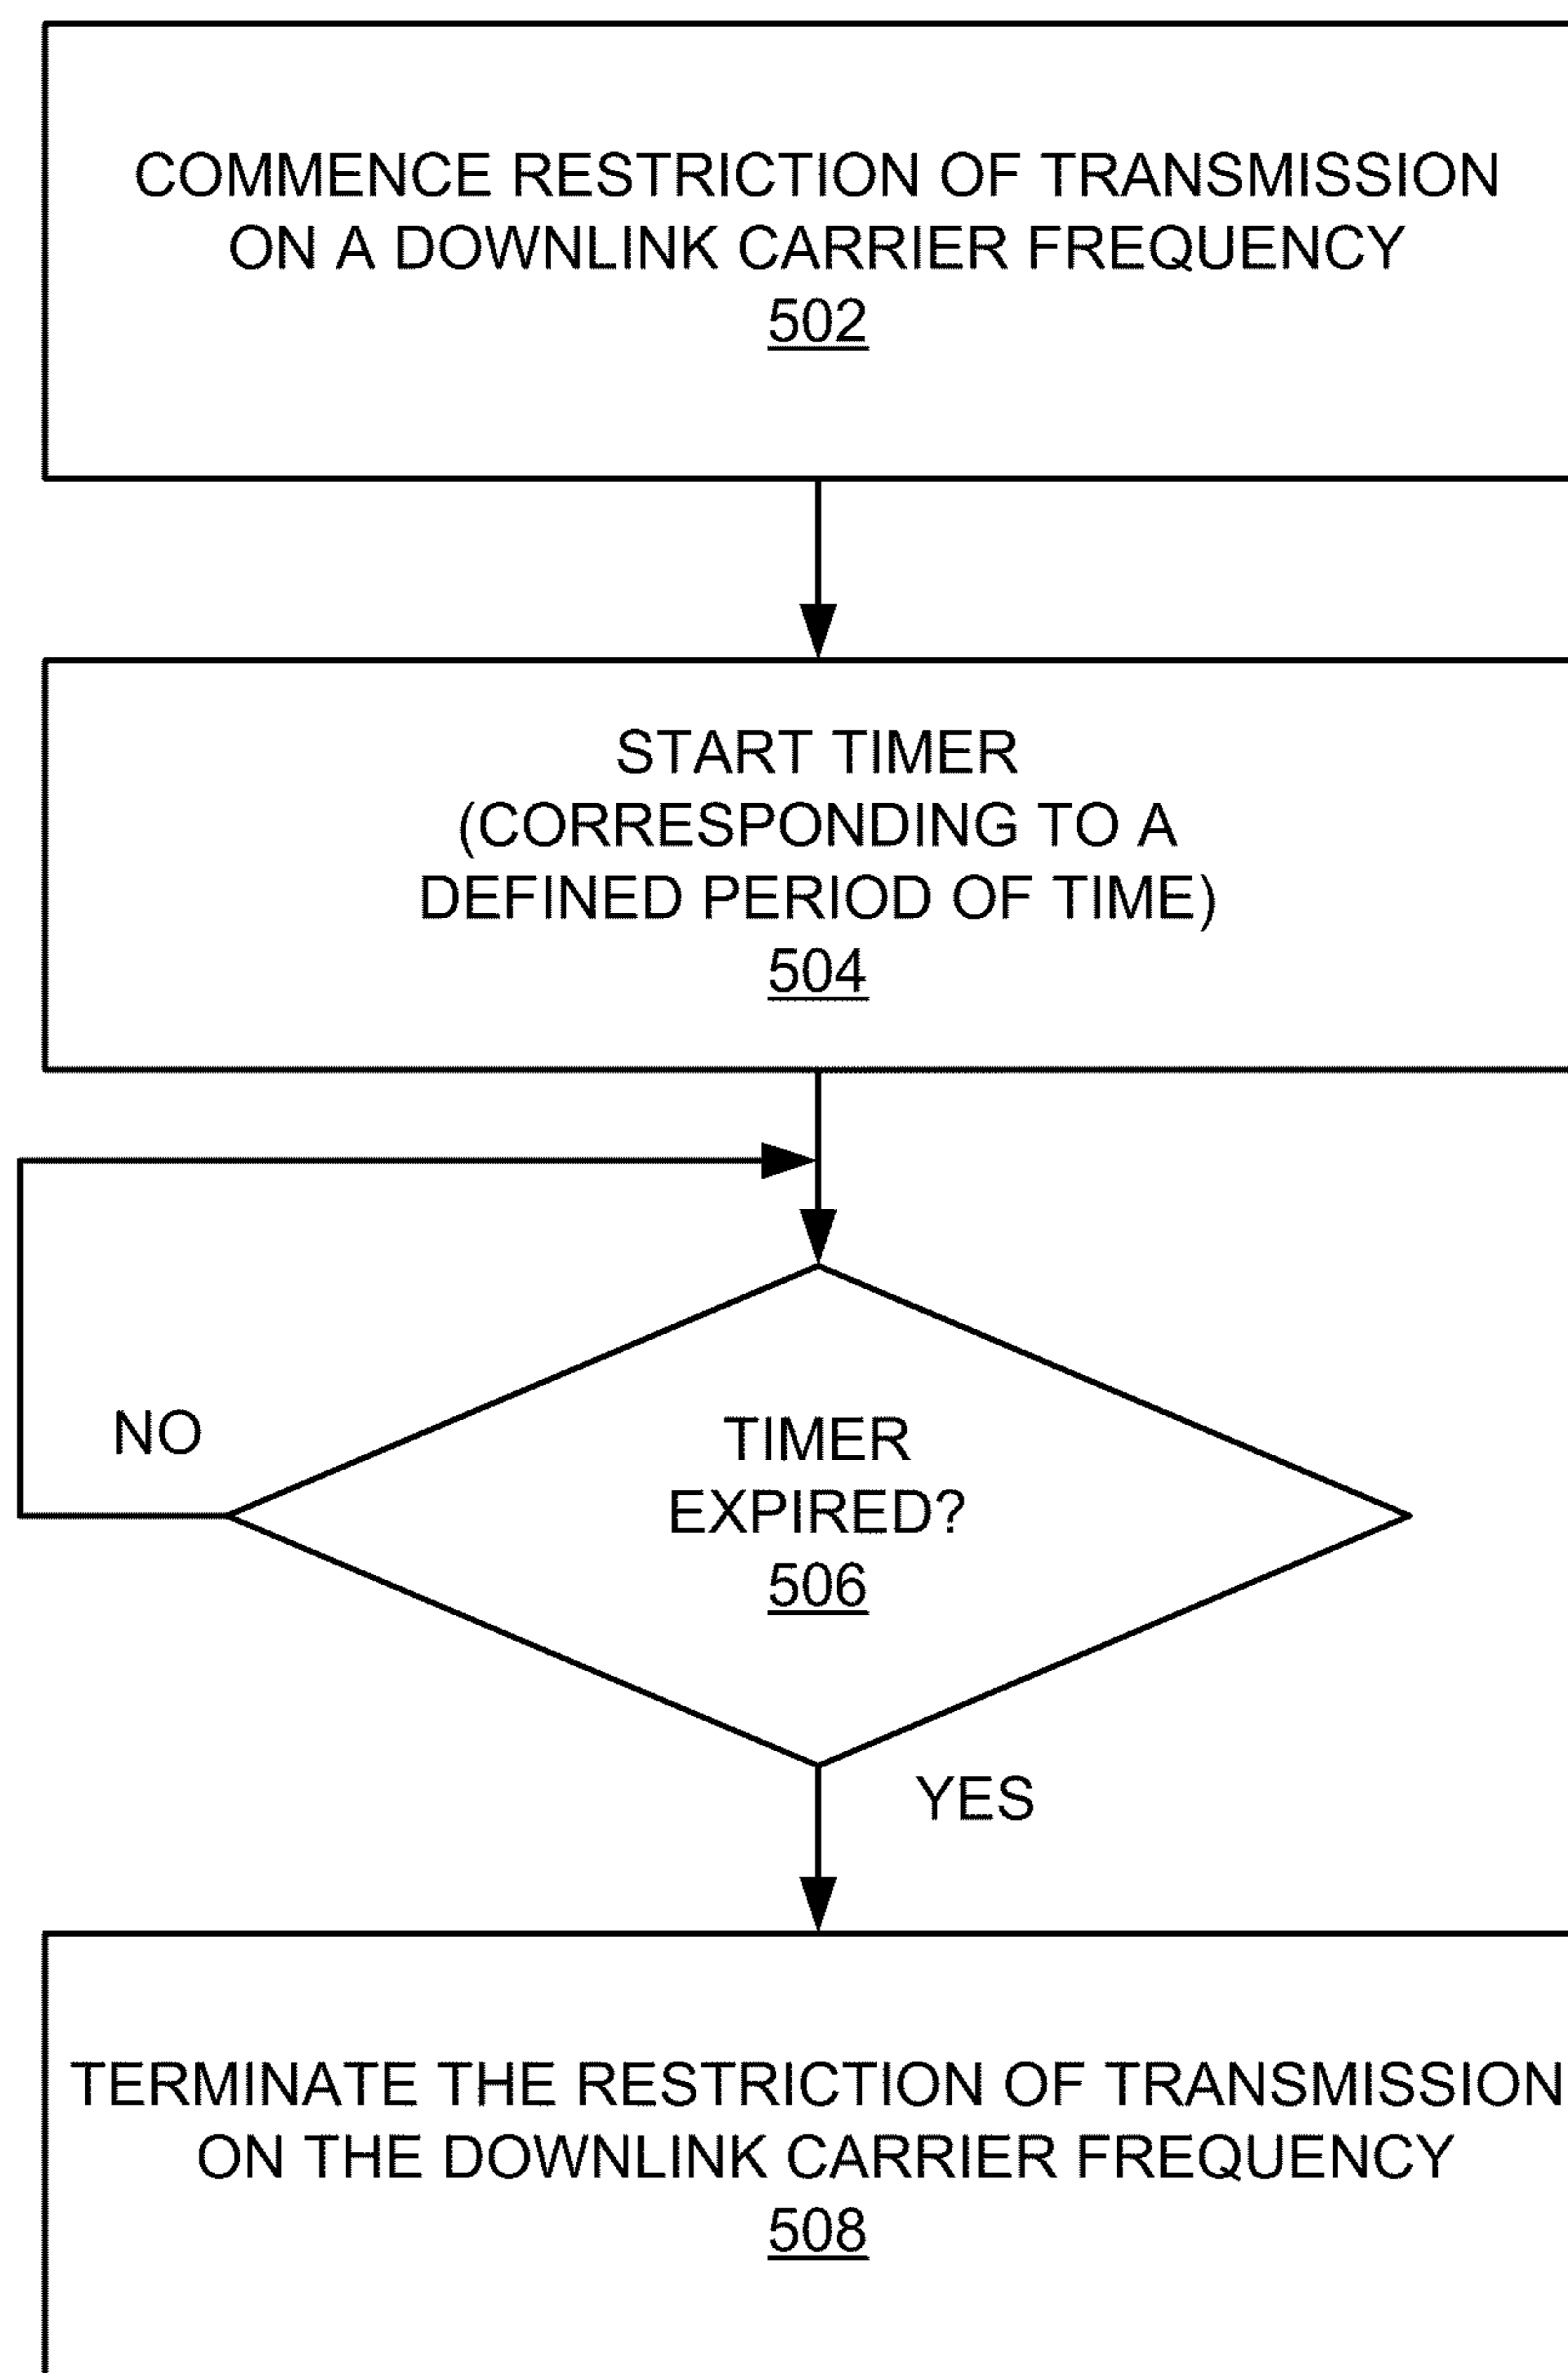 COMMENCE RESTRICTION OF TRANSMISSION
ON A DOWNLINK CARRIER FREQUENCY
502
START TIMER
(CORRESPONDING TO A
DEFINED PERIOD OF TIME)
504
NO
TIMER
EXPIRED?
506
YES
TERMINATE THE RESTRICTION OF TRANSMISSION
ON THE DOWNLINK CARRIER FREQUENCY
508